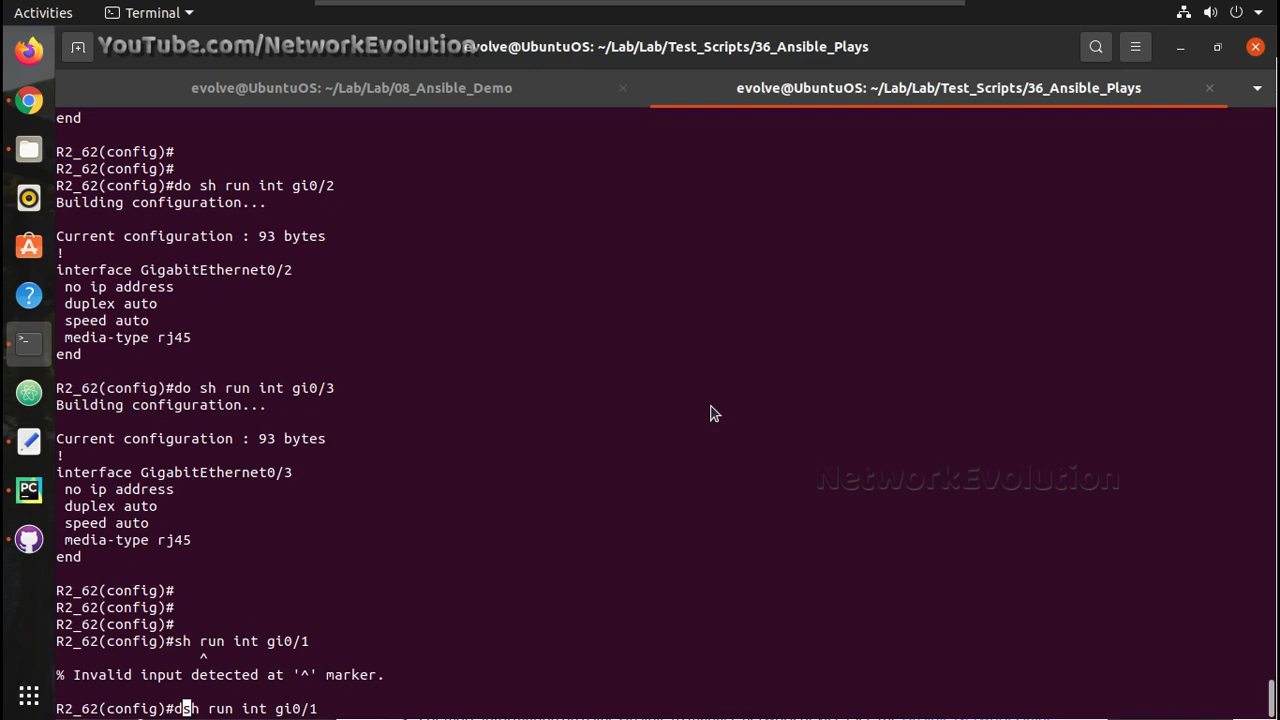 Activities
Terminal
YouTube.com/NetworkEvolution
evolve@UbuntuOS: ~/Lab/Lab/Test_Scripts/36_Ansible_Plays
evolve@UbuntuOS: ~/Lab/Lab/08_Ansible_Demo
evolve@UbuntuOS: ~/Lab/Lab/Test_Scripts/36_Ansible_Plays
end
R2_62(config)#
R2_62(config)#
R2_62(config)#do sh run int gi0/2
Building configuration...
Current configuration : 93 bytes
!
interface GigabitEthernet0/2
 no ip address
 duplex auto
 speed auto
 media-type rj45
end
R2_62(config)#do sh run int gi0/3
Building configuration...
Current configuration : 93 bytes
!
interface GigabitEthernet0/3
 no ip address
 duplex auto
 speed auto
 media-type rj45
end
NetworkEvolution
R2_62(config)#
R2_62(config)#
R2_62(config)#
R2_62(config)#sh run int gi0/1
^
% Invalid input detected at '^' marker.
R2_62(config)#dsh run int gi0/1